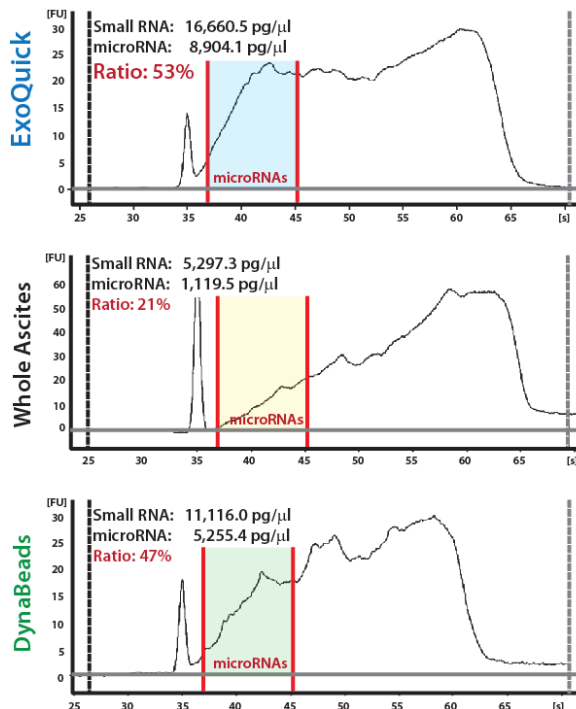 ExoQuick
[FU]
Small RNA: 16,660.5 pg/µl
microRNA: 8,904.1 pg/µl
Ratio: 53%
30
25
20
15
10
5
0
microRNAs
25 30 35 40 45 50 55 60 65 [s]
Whole Ascites
[FU]
Small RNA: 5,297.3 pg/µl
microRNA: 1,119.5 pg/µl
Ratio: 21%
60
50
40
30
20
10
0
microRNAs
25 30 35 40 45 50 55 60 65 [s]
DynaBeads
[FU]
Small RNA: 11,116.0 pg/µl
microRNA: 5,255.4 pg/µl
Ratio: 47%
30
25
20
15
10
5
0
microRNAs
25 30 35 40 45 50 55 60 65 [s]